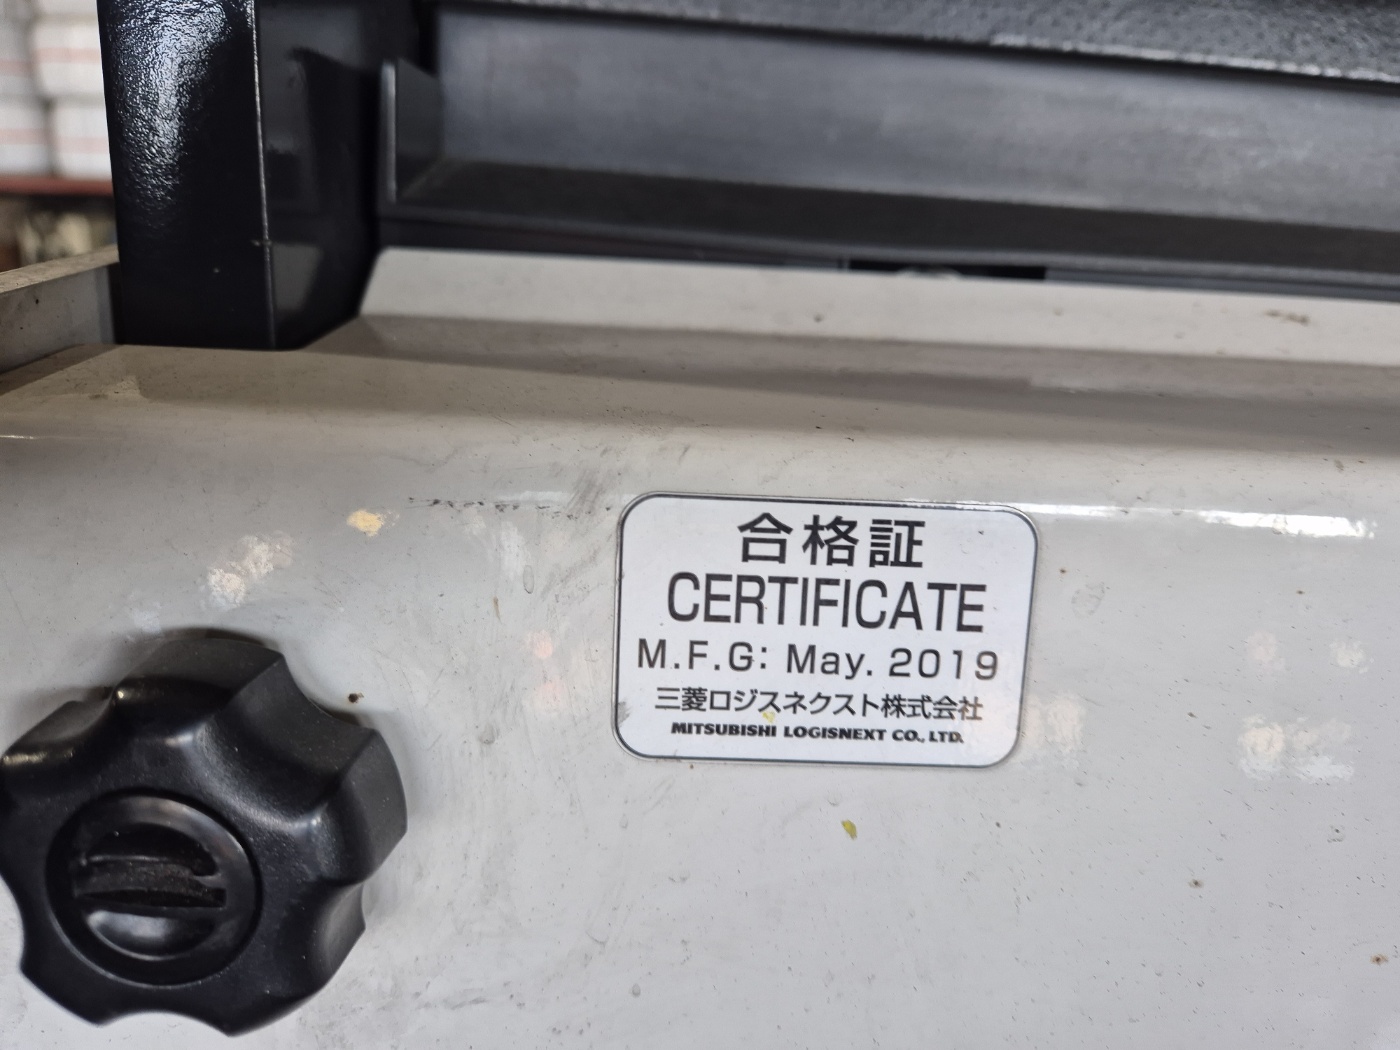 合格証
CERTIFICATE
M.F.G: May. 2019
三菱ロジスネクスト株式会社
MITSUBISHI LOGISNEXT CO., LTD.